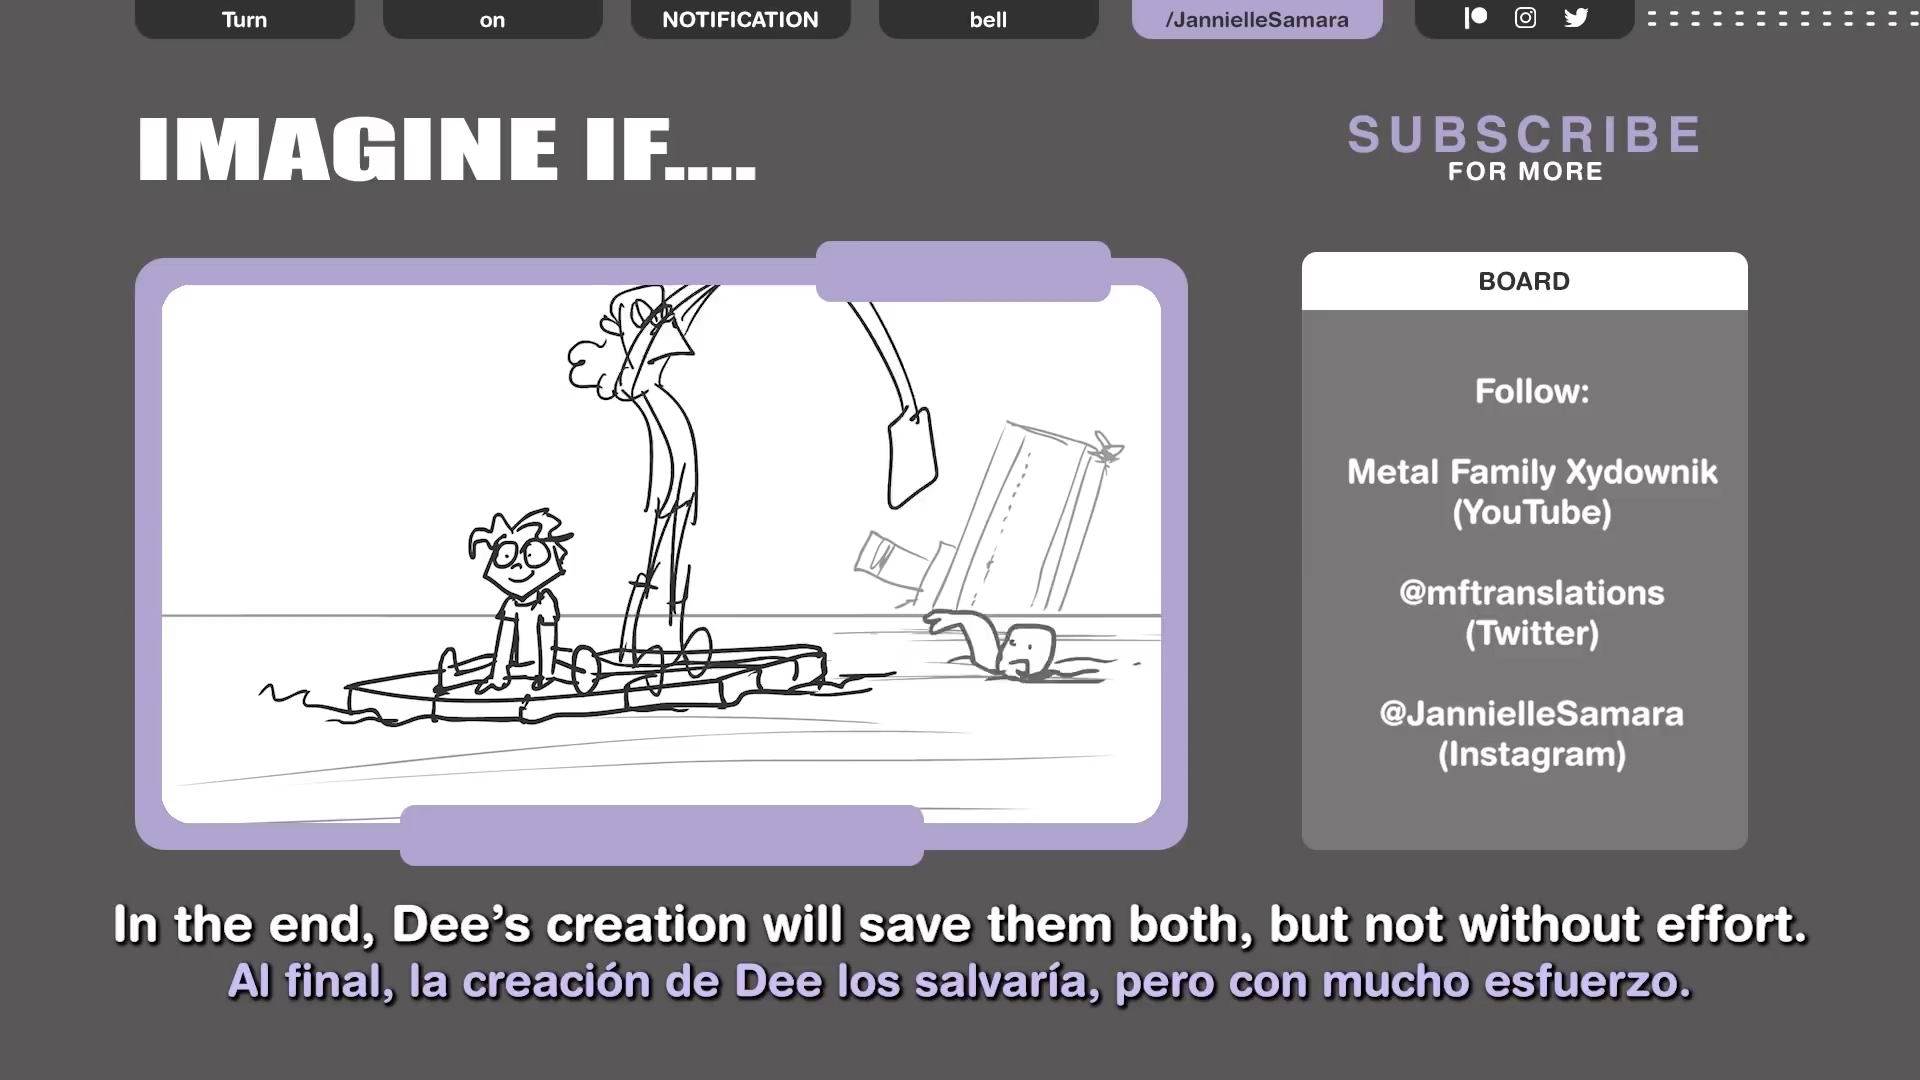 Turn
on
NOTIFICATION
bell
/JannielleSamara
IMAGINE IF....
SUBSCRIBE
FOR MORE
BOARD
Follow:
Metal Family Xydownik
(YouTube)
@mftranslations
(Twitter)
@JannielleSamara
(Instagram)
In the end, Dee’s creation will save them both, but not without effort.
Al final, la creación de Dee los salvaría, pero con mucho esfuerzo.